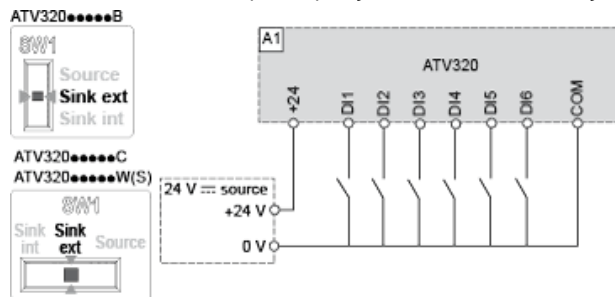 ATV320●●●●●B
SW1
Source
Sink ext
Sink int
ATV320●●●●●C
ATV320●●●●●W(S)
SW1
Sink int
Sink ext
Source
A1
ATV320
+24
DI1
DI2
DI3
DI4
DI5
DI6
COM
24 V ⎓ source
+24 V
0 V